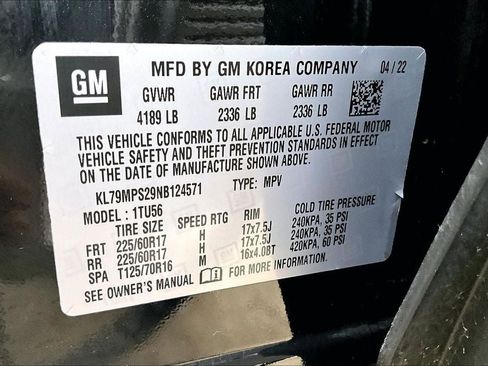 GM MFD BY GM KOREA COMPANY 04 / 22
GVWR GAWR FRT GAWR RR
4189 LB 2336 LB 2336 LB
THIS VEHICLE CONFORMS TO ALL APPLICABLE U.S. FEDERAL MOTOR
VEHICLE SAFETY AND THEFT PREVENTION STANDARDS IN EFFECT
ON THE DATE OF MANUFACTURE SHOWN ABOVE.
KL79MPS29NB124571 TYPE: MPV
MODEL : 1TU56
TIRE SIZE SPEED RTG RIM COLD TIRE PRESSURE
FRT 225/60R17 H 17x7.5J 240KPA, 35 PSI
RR 225/60R17 H 17x7.5J 240KPA, 35 PSI
SPA T125/70R16 M 16x4.0BT 420KPA, 60 PSI
SEE OWNER'S MANUAL FOR MORE INFORMATION.